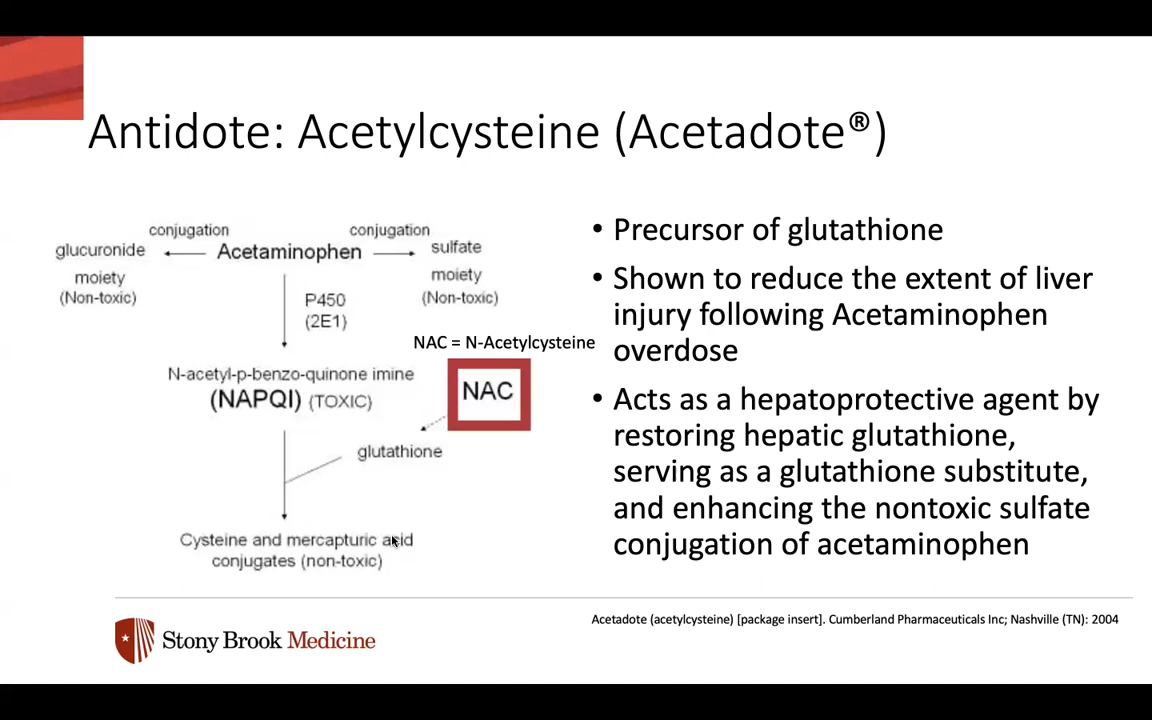 Antidote: Acetylcysteine (Acetadote®)
conjugation
conjugation
glucuronide
Acetaminophen
sulfate
moiety
(Non-toxic)
moiety
(Non-toxic)
P450
(2E1)
NAC = N-Acetylcysteine
N-acetyl-p-benzo-quinone imine
(NAPQI) (TOXIC)
NAC
glutathione
Cysteine and mercapturic acid
conjugates (non-toxic)
• Precursor of glutathione
• Shown to reduce the extent of liver
injury following Acetaminophen
overdose
• Acts as a hepatoprotective agent by
restoring hepatic glutathione,
serving as a glutathione substitute,
and enhancing the nontoxic sulfate
conjugation of acetaminophen
Acetadote (acetylcysteine) [package insert]. Cumberland Pharmaceuticals Inc; Nashville (TN): 2004
Stony Brook Medicine